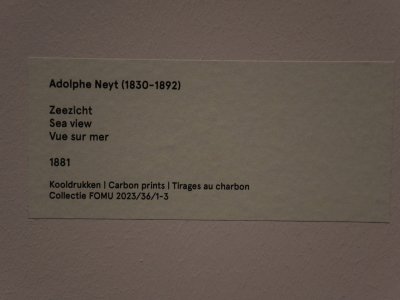 Adolphe Neyt (1830-1892)
Zeezicht
Sea view
Vue sur mer
1881
Kooldrukken | Carbon prints | Tirages au charbon
Collectie FOMU 2023/36/1-3